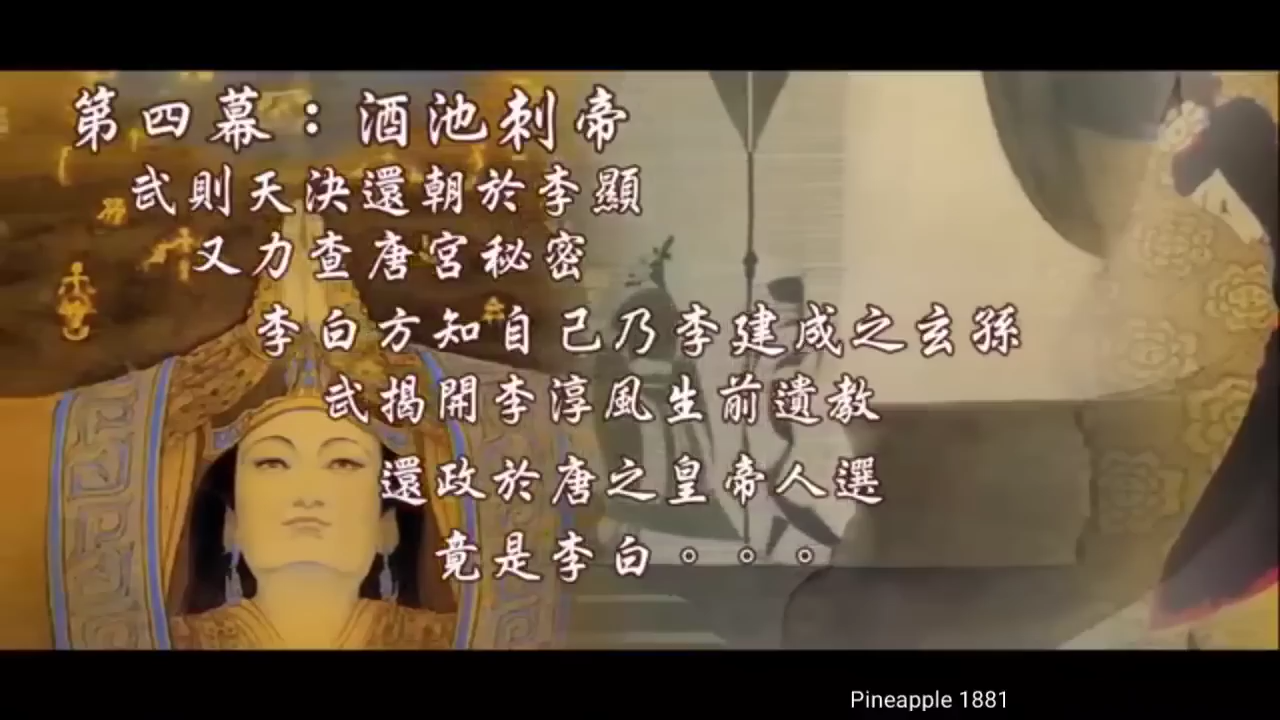 第四幕：酒池刺帝
武則天決還朝於李顯
又力查唐宮秘密
李白方知自己乃李建成之玄孫
武揭開李淳風生前遺教
還政於唐之皇帝人選
竟是李白。。。
Pineapple 1881